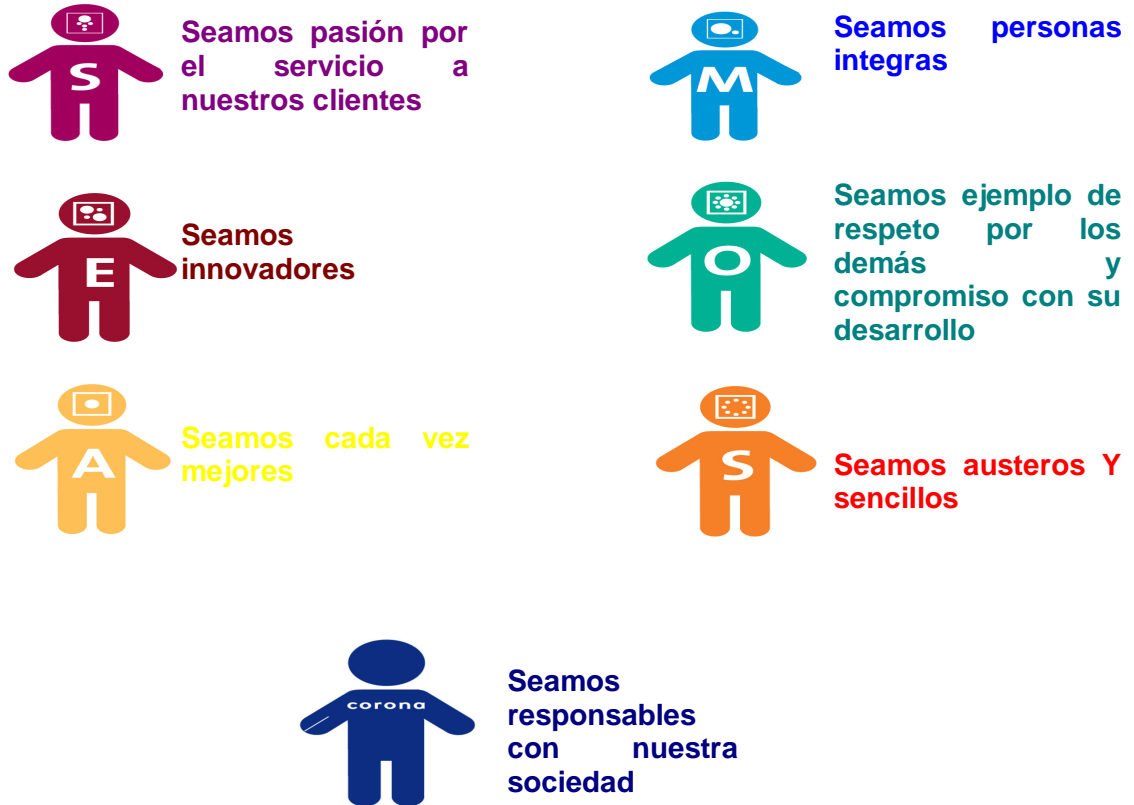 S
Seamos pasión por
el servicio a
nuestros clientes
M
Seamos personas
integras
E
Seamos
innovadores
O
Seamos ejemplo de
respeto por los
demás y
compromiso con su
desarrollo
A
Seamos cada vez
mejores
S
Seamos austeros Y
sencillos
corona
Seamos
responsables
con nuestra
sociedad